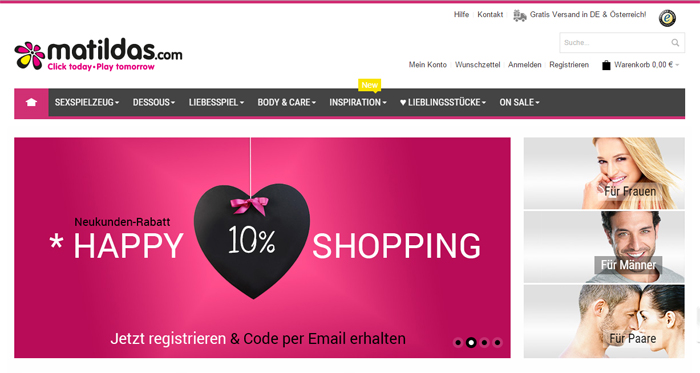 Hilfe Kontakt Gratis Versand in DE & Österreich!
matildas.com
Click today • Play tomorrow
Suche...
Mein Konto Wunschzettel Anmelden Registrieren Warenkorb 0,00 €
New
SEXSPIELZEUG DESSOUS LIEBESSPIEL BODY & CARE INSPIRATION ♥ LIEBLINGSSTÜCKE ON SALE
Neukunden-Rabatt
* HAPPY 10% SHOPPING
Jetzt registrieren & Code per Email erhalten
Für Frauen
Für Männer
Für Paare